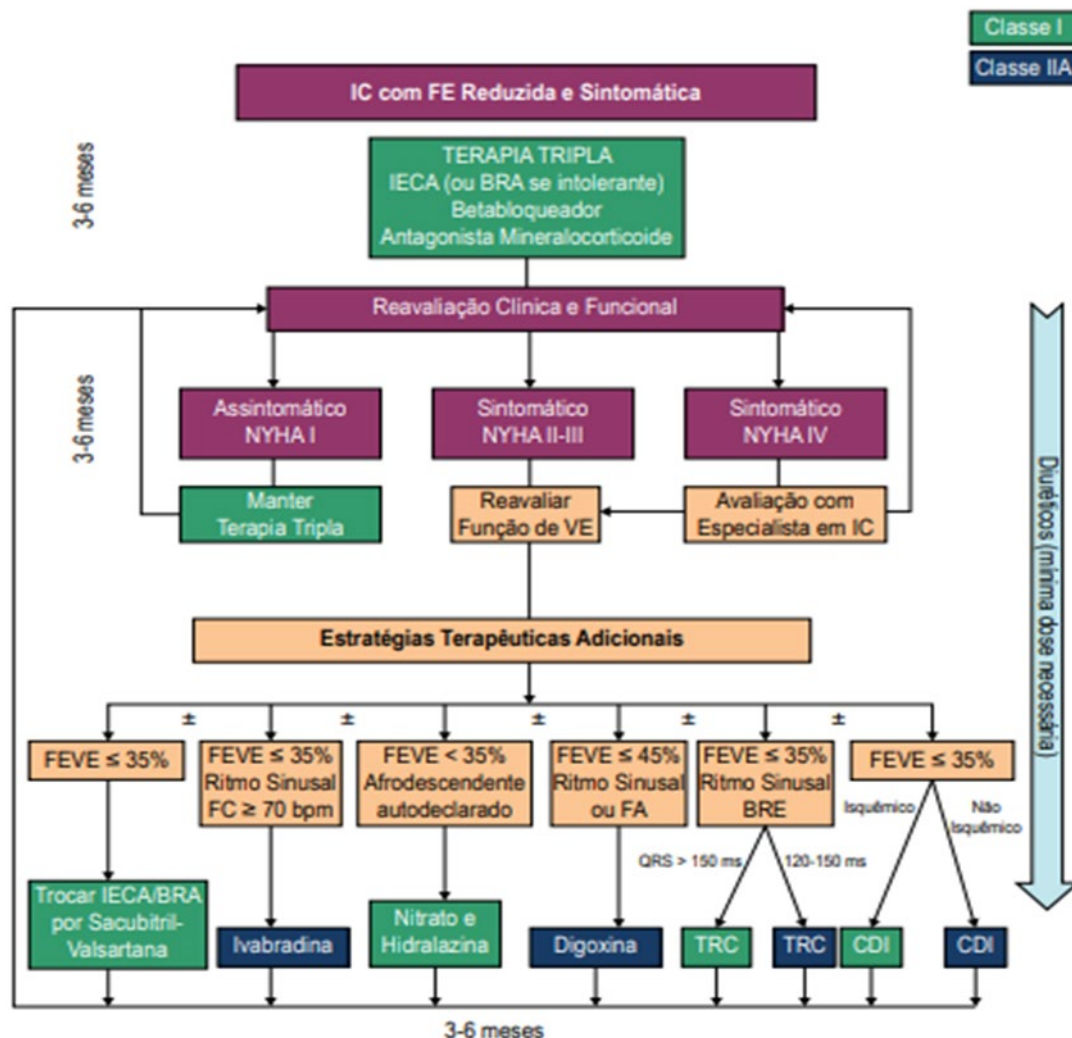 Classe I
Classe IIA
IC com FE Reduzida e Sintomática
3-6 meses
TERAPIA TRIPLA
IECA (ou BRA se intolerante)
Betabloqueador
Antagonista Mineralocorticoide
Reavaliação Clínica e Funcional
3-6 meses
Assintomático
NYHA I
Sintomático
NYHA II-III
Sintomático
NYHA IV
Manter
Terapia Tripla
Reavaliar
Função de VE
Avaliação com
Especialista em IC
Diuréticos (mínima dose necessária)
Estratégias Terapêuticas Adicionais
± ± ± ± ±
FEVE ≤ 35%
FEVE ≤ 35%
Ritmo Sinusal
FC ≥ 70 bpm
FEVE < 35%
Afrodescendente
autodeclarado
FEVE ≤ 45%
Ritmo Sinusal
ou FA
FEVE ≤ 35%
Ritmo Sinusal
BRE
FEVE ≤ 35%
QRS > 150 ms
120-150 ms
Isquêmico
Não
Isquêmico
Trocar IECA/BRA
por Sacubitril-
Valsartana
Ivabradina
Nitrato e
Hidralazina
Digoxina
TRC
TRC
CDI
CDI
3-6 meses